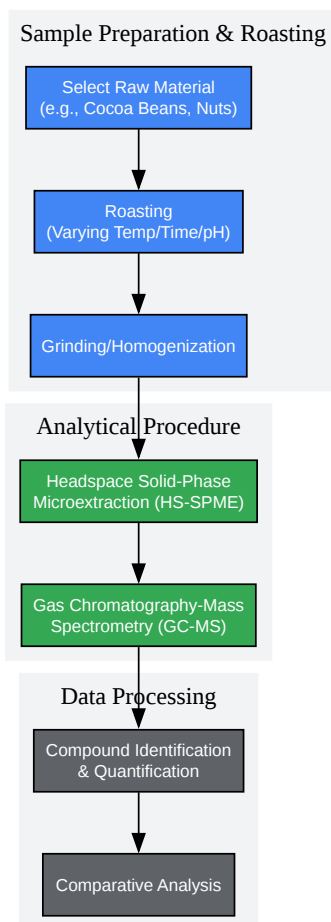 Sample Preparation & Roasting
Select Raw Material
(e.g., Cocoa Beans, Nuts)
Roasting
(Varying Temp/Time/pH)
Grinding/Homogenization
Analytical Procedure
Headspace Solid-Phase
Microextraction (HS-SPME)
Gas Chromatography-Mass
Spectrometry (GC-MS)
Data Processing
Compound Identification
& Quantification
Comparative Analysis